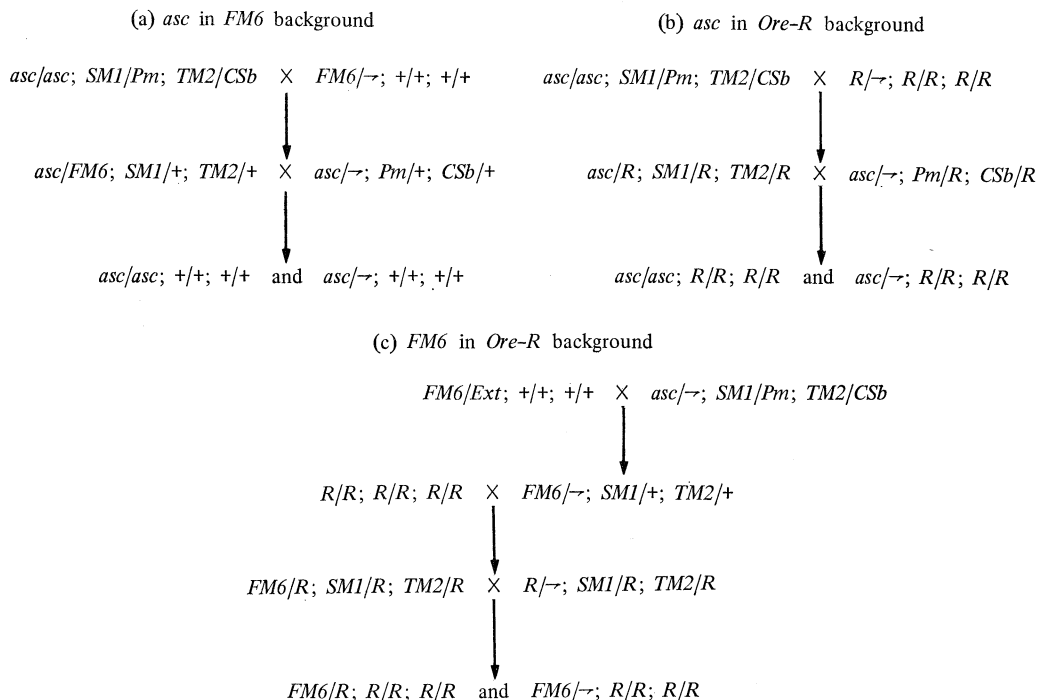 (a) asc in FM6 background
asc/asc; SM1/Pm; TM2/CSb X FM6/⇁; +/+; +/+
asc/FM6; SM1/+; TM2/+ X asc/⇁; Pm/+; CSb/+
asc/asc; +/+; +/+ and asc/⇁; +/+; +/+
(b) asc in Ore-R background
asc/asc; SM1/Pm; TM2/CSb X R/⇁; R/R; R/R
asc/R; SM1/R; TM2/R X asc/⇁; Pm/R; CSb/R
asc/asc; R/R; R/R and asc/⇁; R/R; R/R
(c) FM6 in Ore-R background
FM6/Ext; +/+; +/+ X asc/⇁; SM1/Pm; TM2/CSb
R/R; R/R; R/R X FM6/⇁; SM1/+; TM2/+
FM6/R; SM1/R; TM2/R X R/⇁; SM1/R; TM2/R
FM6/R; R/R; R/R and FM6/⇁; R/R; R/R